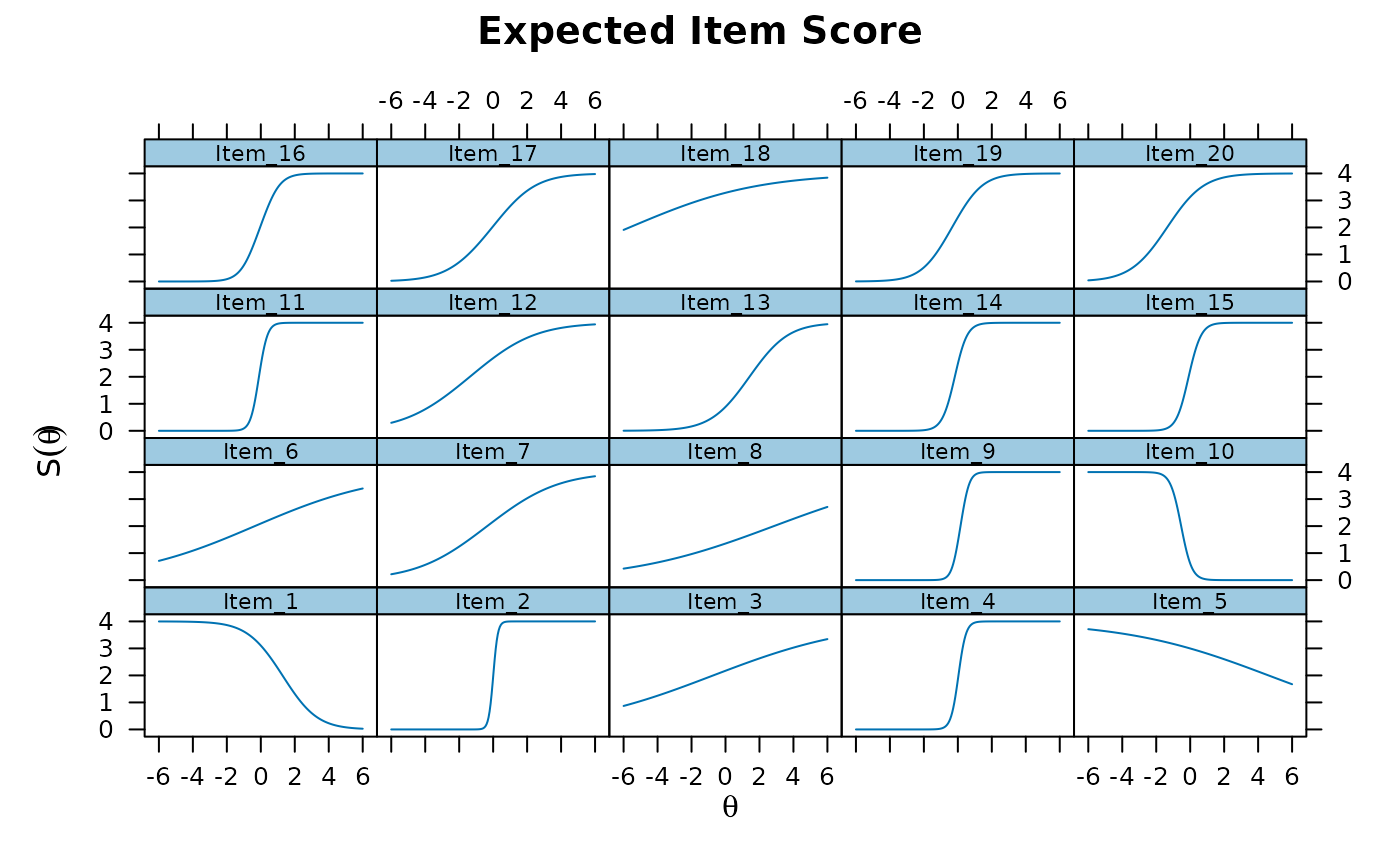 Expected Item Score
-6 -4 -2 0 2 4 6 -6 -4 -2 0 2 4 6
Item_16 Item_17 Item_18 Item_19 Item_20
4
3
2
1
0
Item_11 Item_12 Item_13 Item_14 Item_15
4
3
2
1
0
S(θ)
Item_6 Item_7 Item_8 Item_9 Item_10
4
3
2
1
0
Item_1 Item_2 Item_3 Item_4 Item_5
4
3
2
1
0
-6 -4 -2 0 2 4 6 -6 -4 -2 0 2 4 6 -6 -4 -2 0 2 4 6
θ